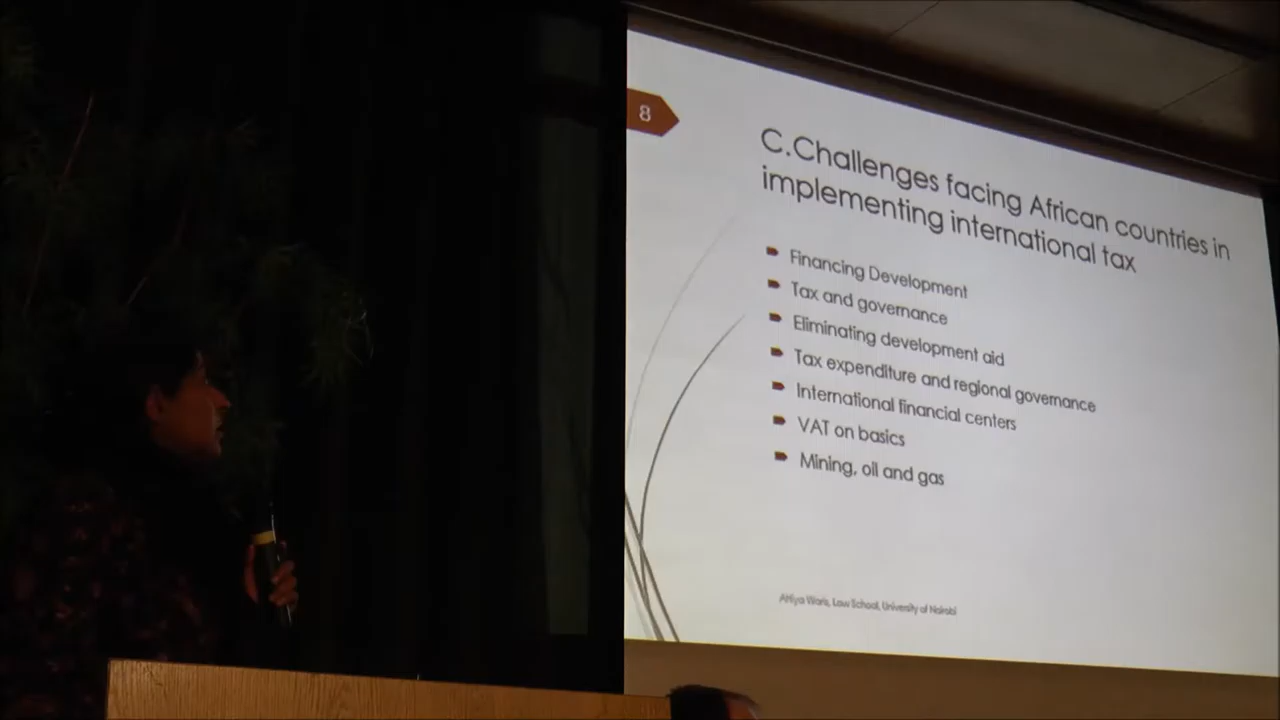 8
C.Challenges facing African countries in
implementing international tax
Financing Development
Tax and governance
Eliminating development aid
Tax expenditure and regional governance
International financial centers
VAT on basics
Mining, oil and gas
Attiya Waris, Law School, University of Nairobi